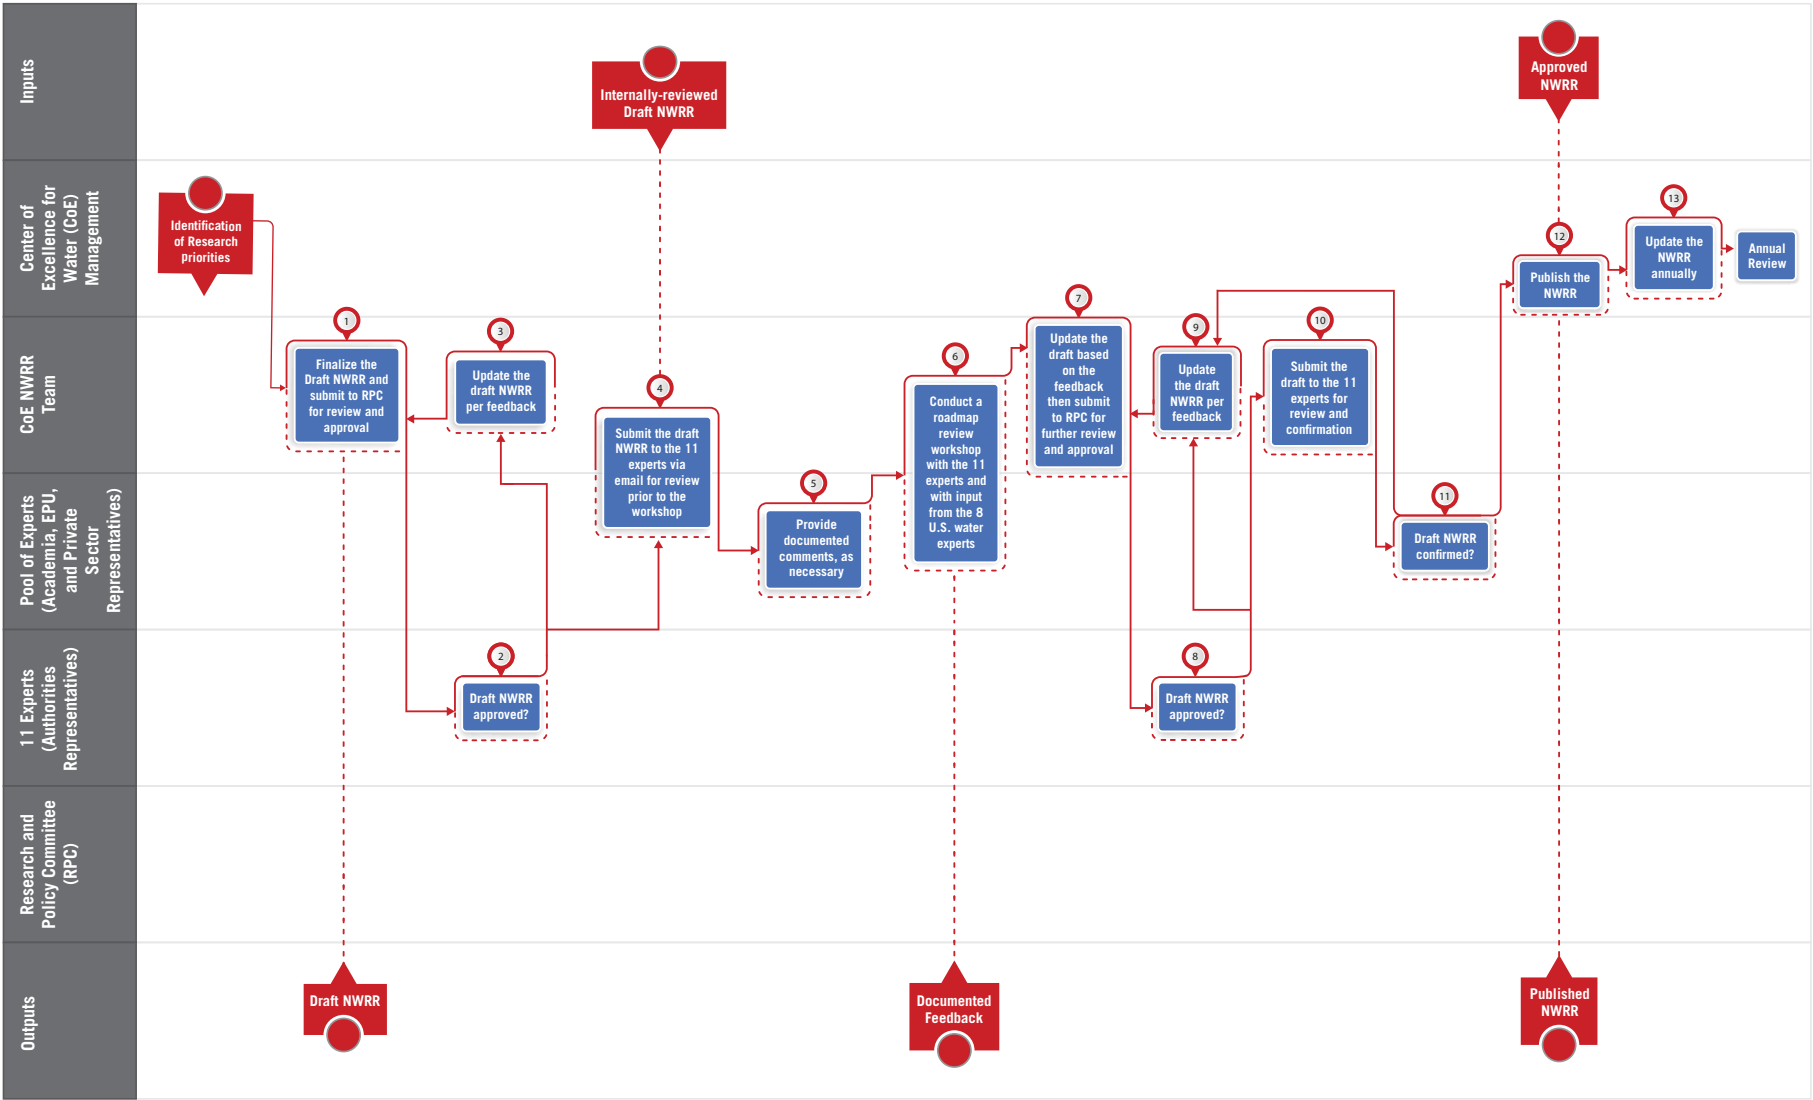 Inputs
Internally-reviewed
Draft NWRR
Approved
NWRR
Center of
Excellence for
Water (CoE)
Management
Identification
of Research
priorities
12
Publish the
NWRR
13
Update the
NWRR
annually
Annual
Review
CoE NWRR
Team
1
Finalize the
Draft NWRR and
submit to RPC
for review and
approval
3
Update the
draft NWRR
per feedback
4
Submit the draft
NWRR to the 11
experts via
email for review
prior to the
workshop
6
Conduct a
roadmap
review
workshop
with the 11
experts and
with input
from the 8
U.S. water
experts
7
Update the
draft based
on the
feedback
then submit
to RPC for
further review
and approval
9
Update
the draft
NWRR per
feedback
10
Submit the
draft to the 11
experts for
review and
confirmation
Pool of Experts
(Academia, EPU,
and Private
Sector
Representatives)
5
Provide
documented
comments, as
necessary
11
Draft NWRR
confirmed?
11 Experts
(Authorities
Representatives)
2
Draft NWRR
approved?
8
Draft NWRR
approved?
Research and
Policy Committee
(RPC)
Outputs
Draft NWRR
Documented
Feedback
Published
NWRR